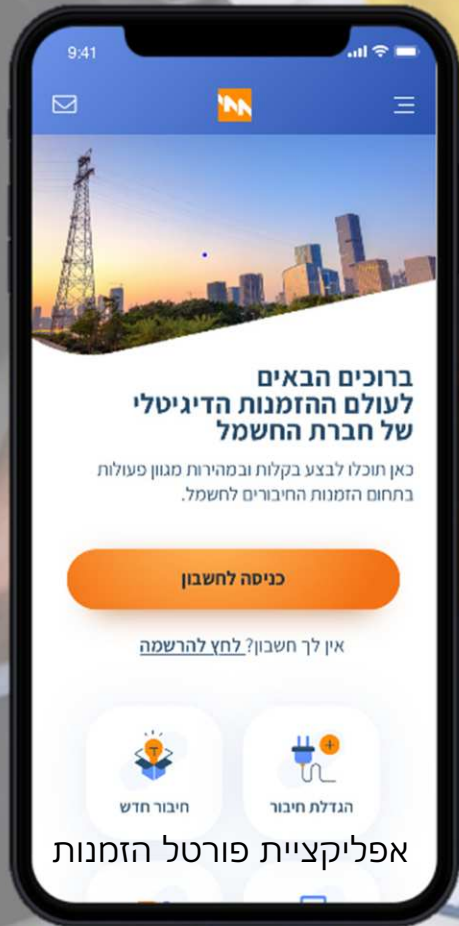 9:41
ברוכים הבאים
לעולם ההזמנות הדיגיטלי
של חברת החשמל
כאן תוכלו לבצע בקלות ובמהירות מגוון פעולות
בתחום הזמנות החיבורים לחשמל.
כניסה לחשבון
אין לך חשבון? לחץ להרשמה
הגדלת חיבור
חיבור חדש
אפליקציית פורטל הזמנות